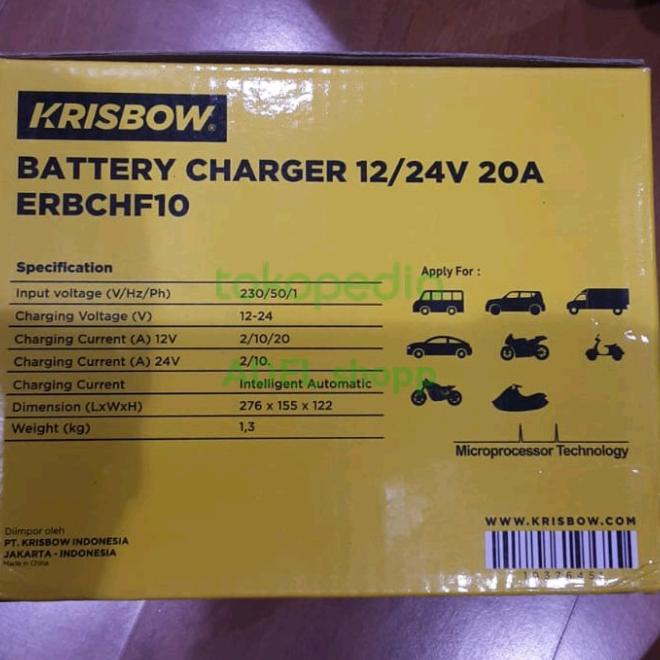 KRISBOW®
BATTERY CHARGER 12/24V 20A
ERBCHF10
Specification
Input voltage (V/Hz/Ph) 230/50/1
Charging Voltage (V) 12-24
Charging Current (A) 12V 2/10/20
Charging Current (A) 24V 2/10
Charging Current Intelligent Automatic
Dimension (LxWxH) 276 x 155 x 122
Weight (kg) 1,3
Apply For :
Microprocessor Technology
tokopedia
ADFI shopp
Diimpor oleh
PT. KRISBOW INDONESIA
JAKARTA - INDONESIA
Made in China
WWW.KRISBOW.COM